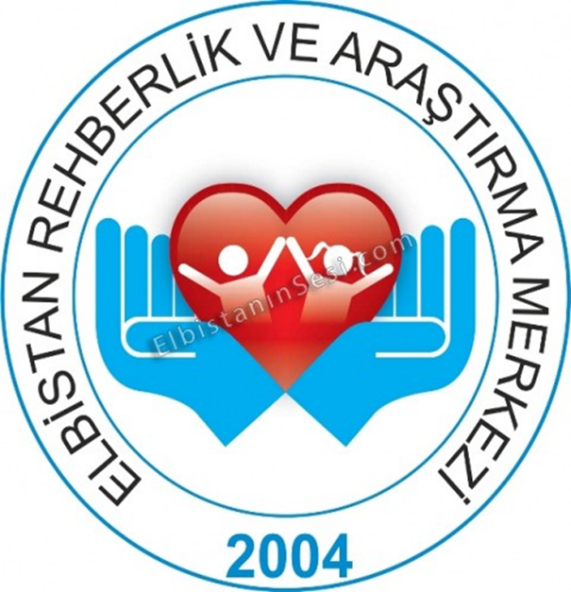 ELBİSTAN REHBERLİK VE ARAŞTIRMA MERKEZİ
ElbistanınSesi.com
2004